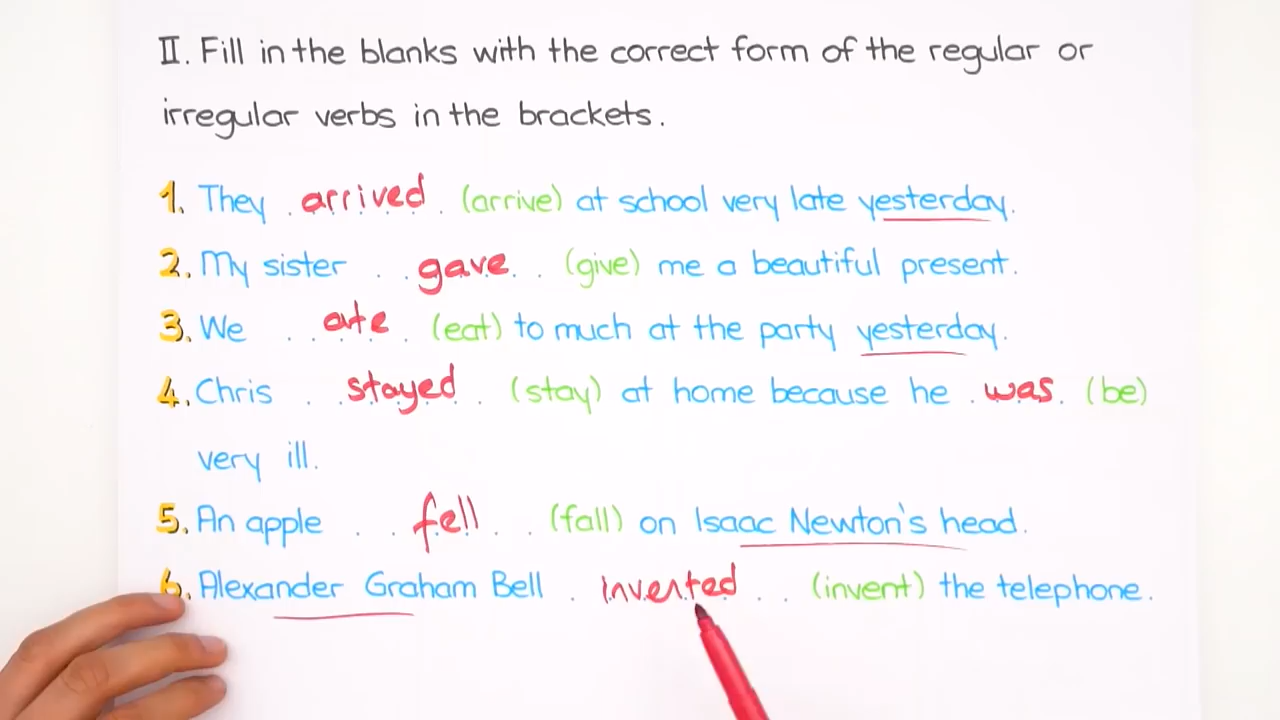 II. Fill in the blanks with the correct form of the regular or
irregular verbs in the brackets.
1. They . arrived . (arrive) at school very late yesterday.
2. My sister . . gave . . (give) me a beautiful present.
3. We . . ate . (eat) to much at the party yesterday.
4. Chris . stayed . (stay) at home because he . was . (be)
very ill.
5. An apple . . fell . . (fall) on Isaac Newton's head.
6. Alexander Graham Bell . invented . . (invent) the telephone.